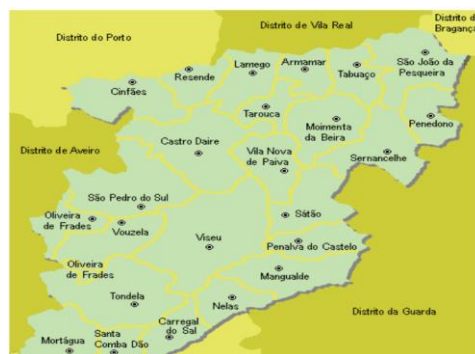 Distrito de Vila Real
Distrito d
Bragança
Distrito do Porto
São João da
Pesqueira
Lamego
Armamar
Resende
Tabuaço
Cinfães
Tarouca
Penedono
Moimenta
da Beira
Castro Daire
Distrito de Aveiro
Vila Nova
de Paiva
Sernancelhe
São Pedro do Sul
Oliveira
de Frades
Vouzela
Sátão
Viseu
Penalva do Castelo
Oliveira
de Frades
Mangualde
Tondela
Nelas
Distrito da Guarda
Carregal
do Sal
Santa
Comba Dão
Mortágua